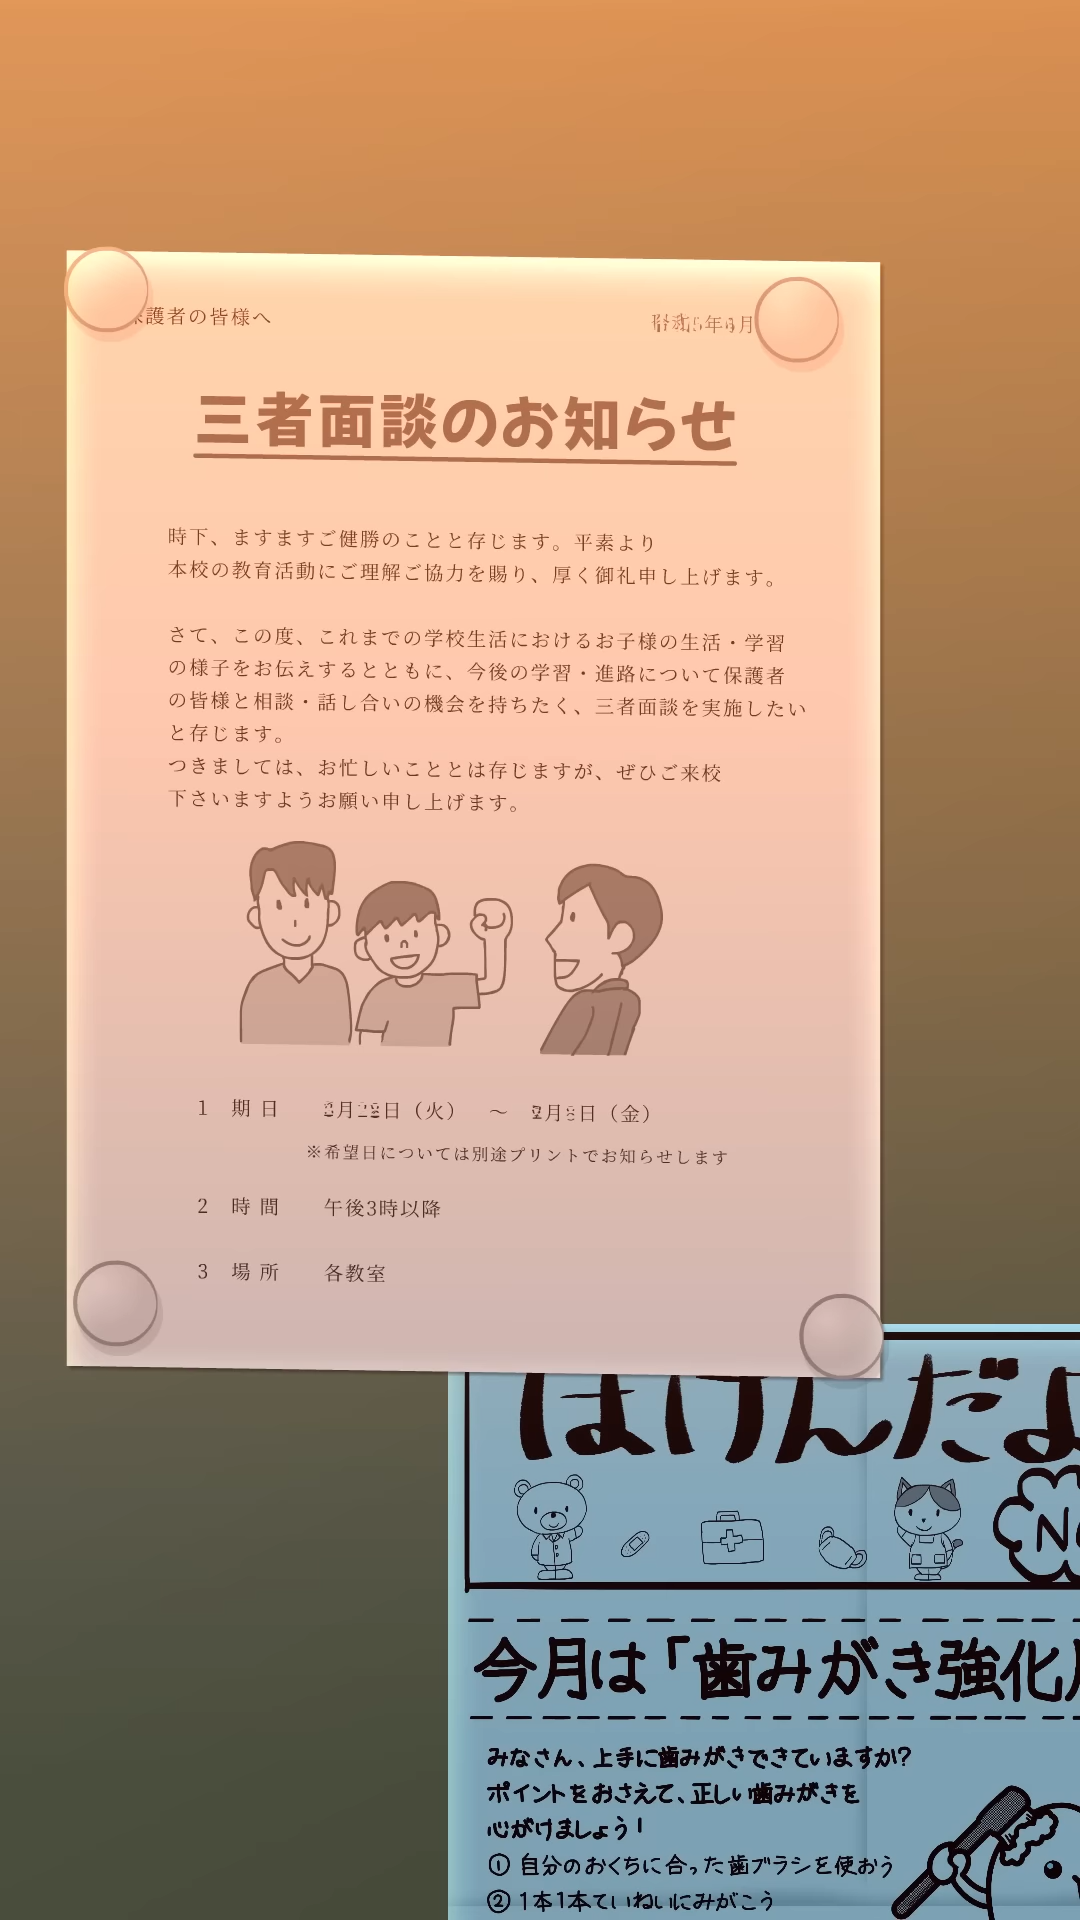 保護者の皆様へ
年 月
三者面談のお知らせ
時下、ますますご健勝のことと存じます。平素より
本校の教育活動にご理解ご協力を賜り、厚く御礼申し上げます。
さて、この度、これまでの学校生活におけるお子様の生活・学習
の様子をお伝えするとともに、今後の学習・進路について保護者
の皆様と相談・話し合いの機会を持ちたく、三者面談を実施したい
と存じます。
つきましては、お忙しいこととは存じますが、ぜひご来校
下さいますようお願い申し上げます。
1 期日 月 日（火） ～ 月 日（金）
※希望日については別途プリントでお知らせします
2 時間 午後3時以降
3 場所 各教室
ほけんだよ
No
今月は「歯みがき強化月
みなさん、上手に歯みがきできていますか?
ポイントをおさえて、正しい歯みがきを
心がけましょう!
① 自分のおくちに合った歯ブラシを使おう
② 1本1本ていねいにみがこう